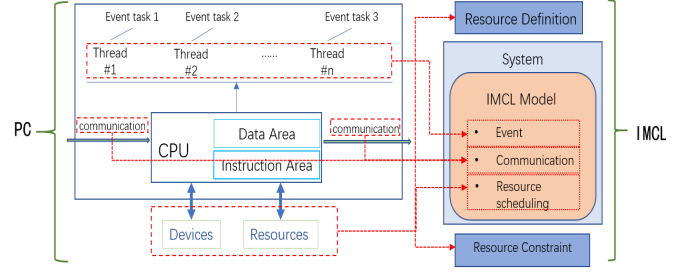 Event task 1
Event task 2
Event task 3
Thread
#1
Thread
#2
......
Thread
#n
communication
CPU
Data Area
Instruction Area
communication
Devices
Resources
PC
Resource Definition
System
IMCL Model
• Event
• Communication
• Resource
scheduling
Resource Constraint
IMCL